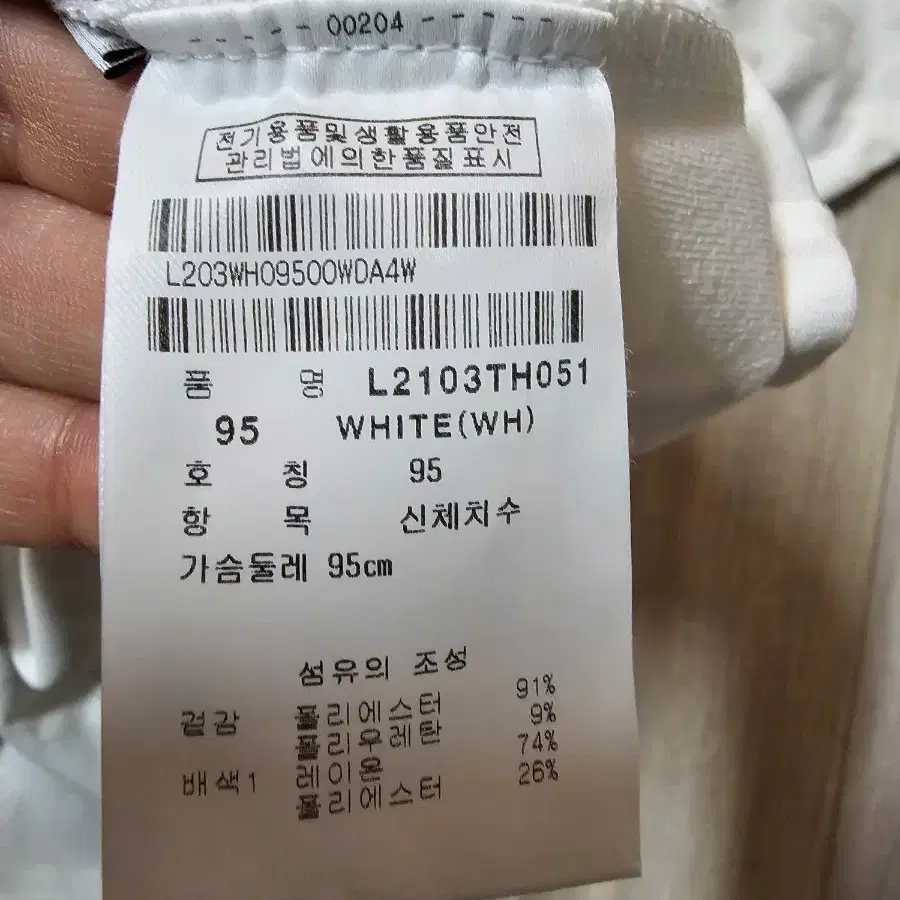 ----- 00204 -----
전기용품및생활용품안전
관리법에의한품질표시
L203WH09500WDA4W
품 명 L2103TH051
95 WHITE(WH)
호 칭 95
항 목 신체치수
가슴둘레 95cm
섬유의 조성
겉감 폴리에스터 91%
폴리우레탄 9%
배색1 레이온 74%
폴리에스터 26%